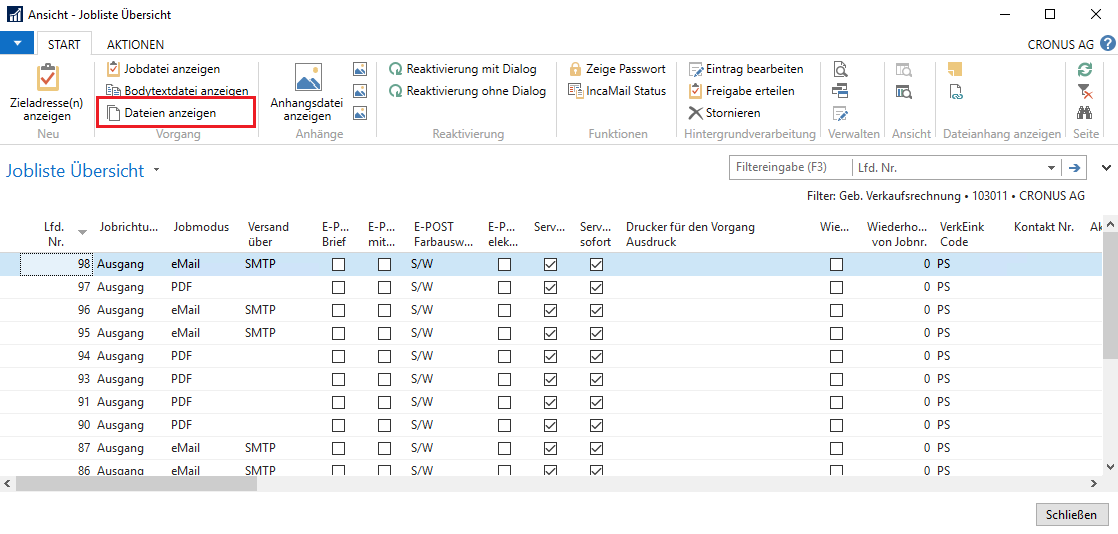 Ansicht - Jobliste Übersicht
START AKTIONEN CRONUS AG
Zieladresse(n) anzeigen
Neu
Jobdatei anzeigen
Bodytextdatei anzeigen
Dateien anzeigen
Vorgang
Anhangsdatei anzeigen
Anhänge
Reaktivierung mit Dialog
Reaktivierung ohne Dialog
Reaktivierung
Zeige Passwort
IncaMail Status
Funktionen
Eintrag bearbeiten
Freigabe erteilen
Stornieren
Hintergrundverarbeitung
Verwalten
Ansicht
Dateianhang anzeigen
Seite
Jobliste Übersicht
Filtereingabe (F3) Lfd. Nr.
Filter: Geb. Verkaufsrechnung • 103011 • CRONUS AG
Lfd. Nr. Jobrichtu... Jobmodus Versand über E-P... Brief E-P... mit... E-POST Farbausw... E-P... elek... Serv... Serv... sofort Drucker für den Vorgang Ausdruck Wie... Wiederho... von Jobnr. VerkEink Code Kontakt Nr. Ak
98 Ausgang eMail SMTP S/W 0 PS
97 Ausgang PDF S/W 0 PS
96 Ausgang eMail SMTP S/W 0 PS
95 Ausgang eMail SMTP S/W 0 PS
94 Ausgang PDF S/W 0 PS
93 Ausgang PDF S/W 0 PS
91 Ausgang PDF S/W 0 PS
90 Ausgang PDF S/W 0 PS
87 Ausgang eMail SMTP S/W 0 PS
86 Ausgang eMail SMTP S/W 0 PS
Schließen